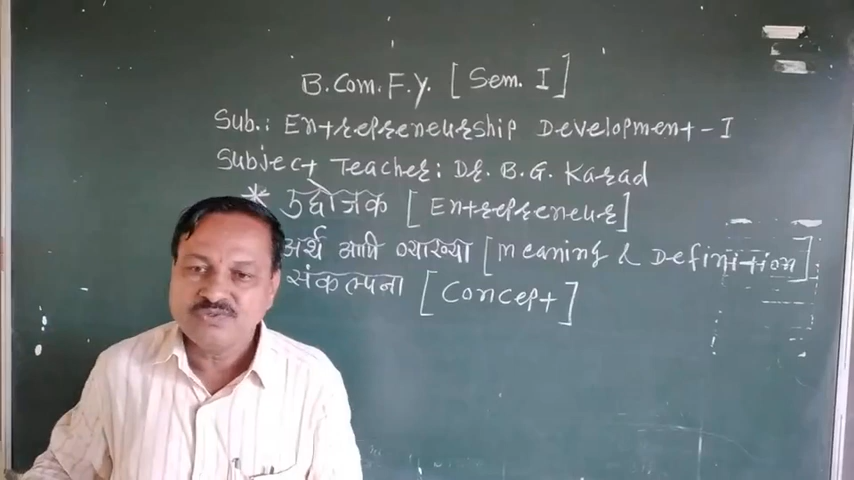 B.Com. F.Y. [Sem. I]
Sub.: Entrepreneurship Development-I
Subject Teacher: Dr. B.G. Karad
* उद्योजक [Entrepreneur]
अर्थ आणि व्याख्या [Meaning & Definition]
संकल्पना [Concept]